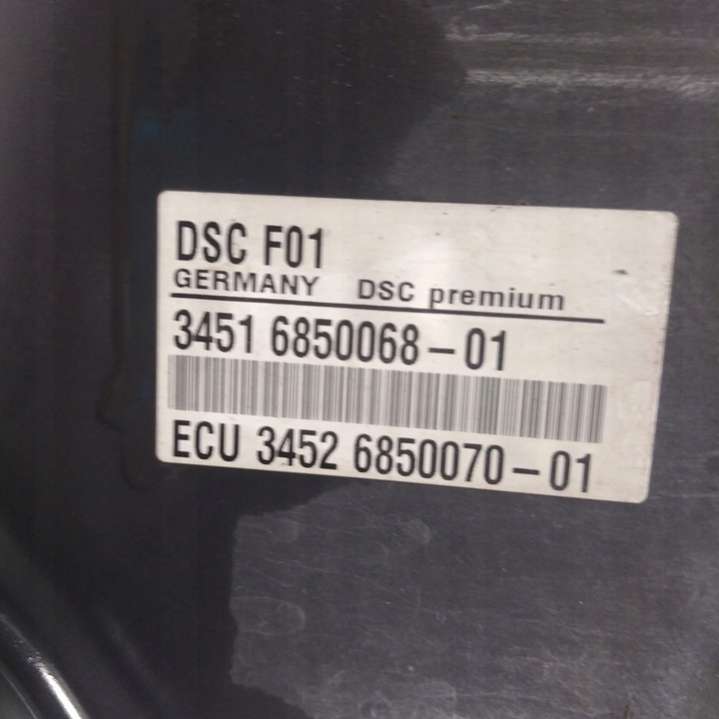 DSC F01
GERMANY DSC premium
3451 6850068-01
ECU 3452 6850070-01